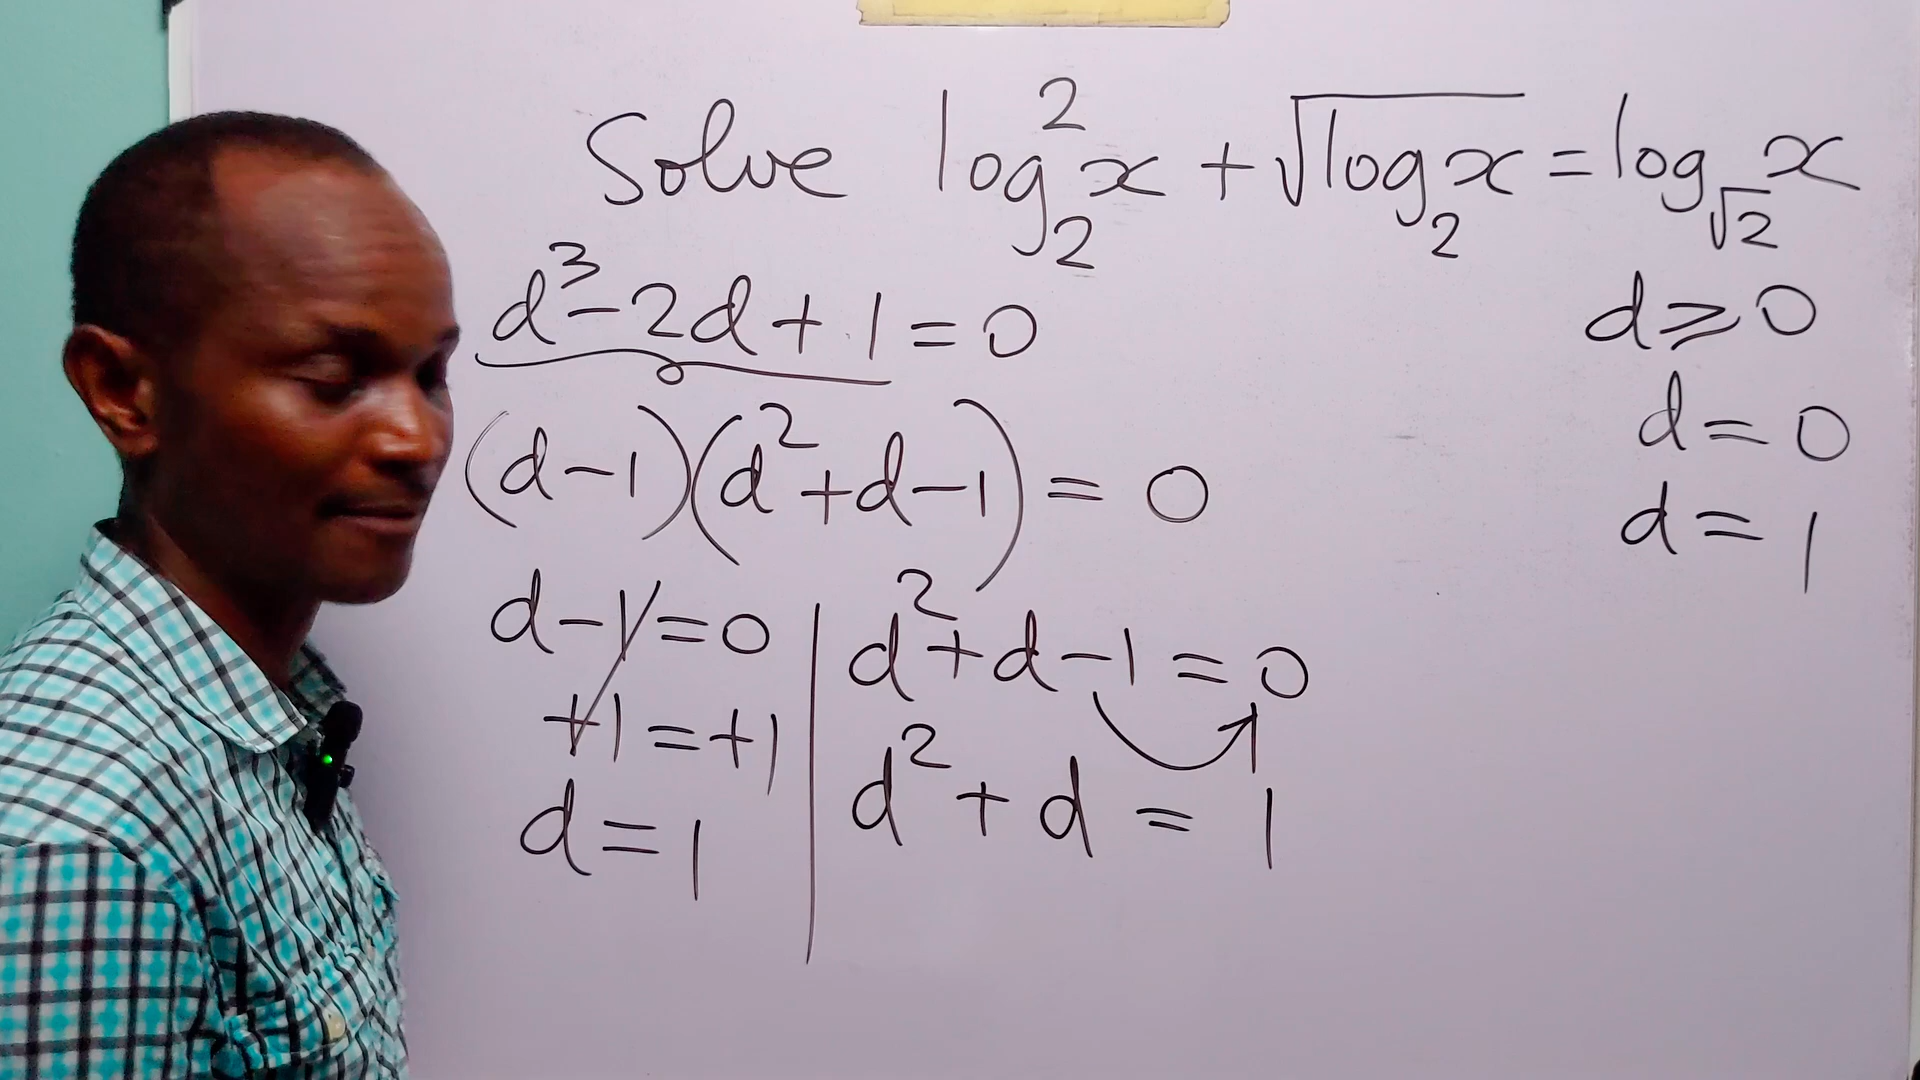 Solve log₂²x + √log₂x = log_√2 x
d³ - 2d + 1 = 0
(d - 1)(d² + d - 1) = 0
d - 1 = 0
+1 = +1
d = 1
d² + d - 1 = 0
d² + d = 1
d ⩾ 0
d = 0
d = 1